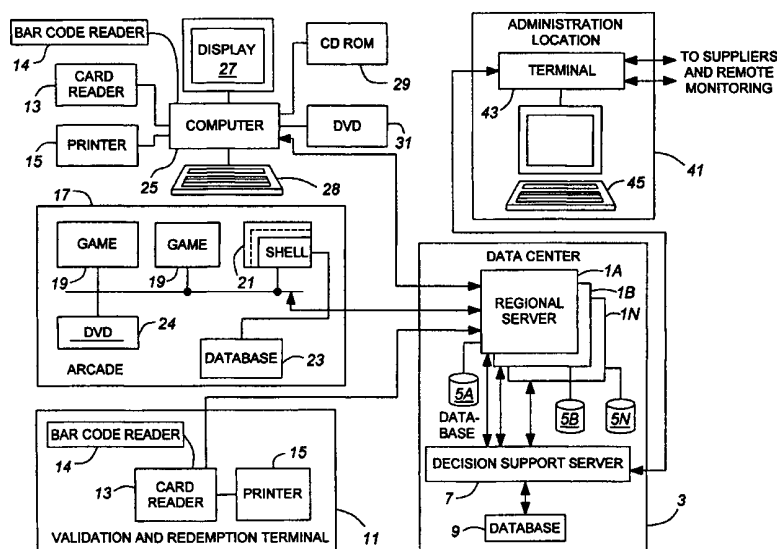 BAR CODE READER
14
CARD
READER
13
PRINTER
15
DISPLAY
27
COMPUTER
25
28
CD ROM
29
DVD
31
ADMINISTRATION
LOCATION
TERMINAL
43
TO SUPPLIERS
AND REMOTE
MONITORING
41
45
17
GAME
19
GAME
19
21
SHELL
DVD
24
DATABASE
23
ARCADE
DATA CENTER
1A
1B
1N
REGIONAL
SERVER
5A
DATA-
BASE
5B
5N
DECISION SUPPORT SERVER
7
9
DATABASE
3
BAR CODE READER
14
15
13
CARD
READER
PRINTER
VALIDATION AND REDEMPTION TERMINAL
11